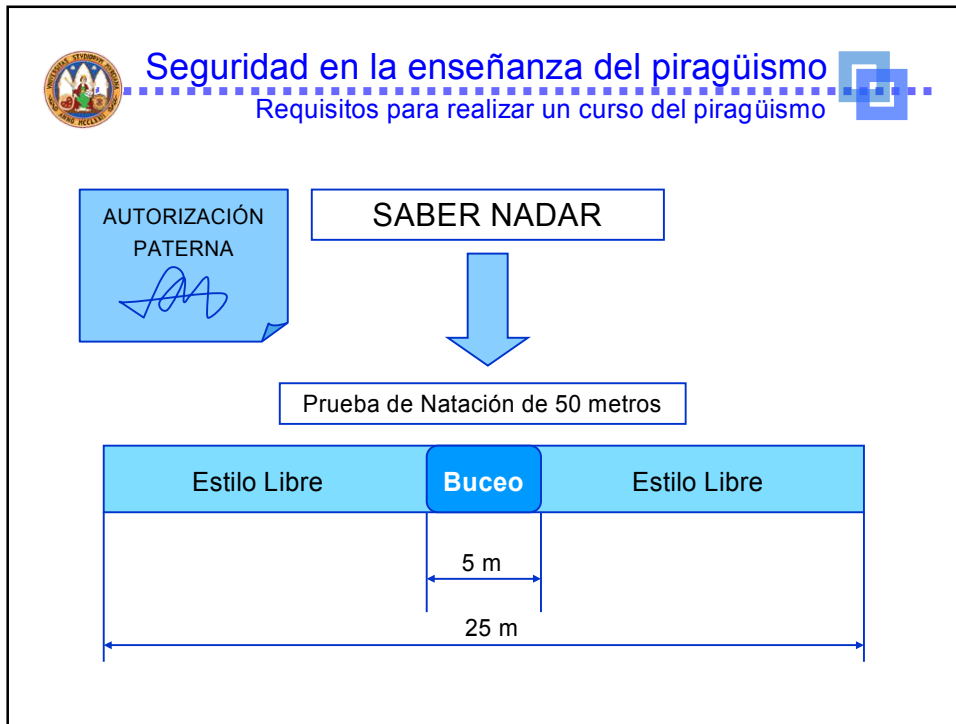 Seguridad en la enseñanza del piragüismo
Requisitos para realizar un curso del piragüismo
AUTORIZACIÓN
PATERNA
SABER NADAR
Prueba de Natación de 50 metros
Estilo Libre
Buceo
Estilo Libre
5 m
25 m